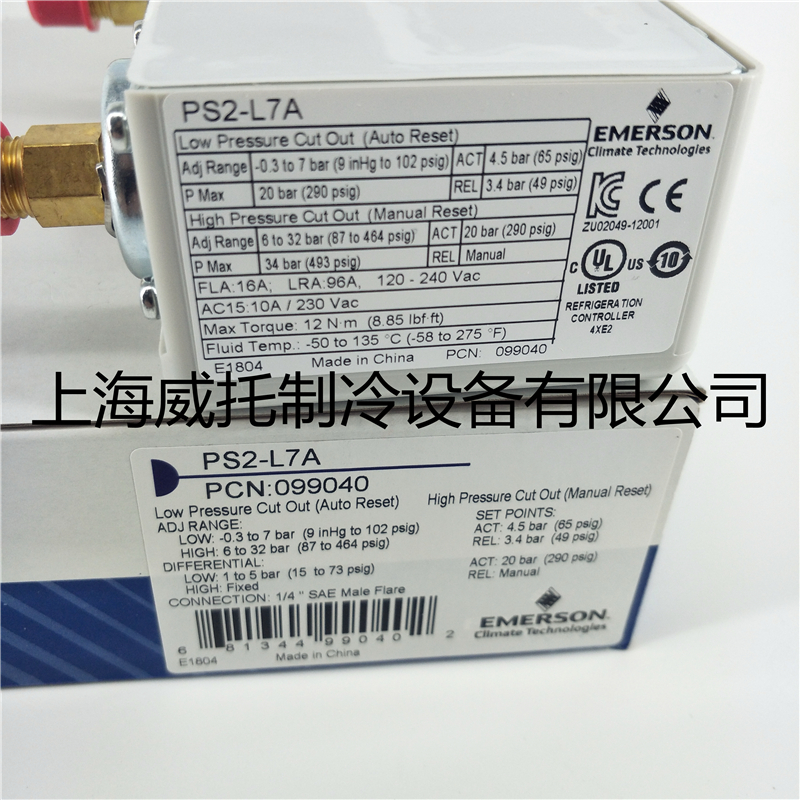 PS2-L7A
Low Pressure Cut Out (Auto Reset)
Adj Range -0.3 to 7 bar (9 inHg to 102 psig) ACT 4.5 bar (65 psig)
P Max 20 bar (290 psig) REL 3.4 bar (49 psig)
High Pressure Cut Out (Manual Reset)
Adj Range 6 to 32 bar (87 to 464 psig) ACT 20 bar (290 psig)
P Max 34 bar (493 psig) REL Manual
FLA:16A; LRA:96A, 120 - 240 Vac
AC15:10A / 230 Vac
Max Torque: 12 N·m (8.85 lbf ft)
Fluid Temp.: -50 to 135 °C (-58 to 275 °F)
E1804 Made in China PCN: 099040
EMERSON
Climate Technologies
CE
ZU02049-12001
C UL US 10
LISTED
REFRIGERATION
CONTROLLER
4XE2
上海威托制冷设备有限公司
PS2-L7A
PCN:099040
Low Pressure Cut Out (Auto Reset) High Pressure Cut Out (Manual Reset)
ADJ RANGE:
LOW: -0.3 to 7 bar (9 inHg to 102 psig)
HIGH: 6 to 32 bar (87 to 464 psig)
DIFFERENTIAL:
LOW: 1 to 5 bar (15 to 73 psig)
HIGH: Fixed
CONNECTION: 1/4 " SAE Male Flare
SET POINTS:
ACT: 4.5 bar (65 psig)
REL: 3.4 bar (49 psig)
ACT: 20 bar (290 psig)
REL: Manual
6 81344 99040 2
E1804 Made in China
EMERSON
Climate Technologies